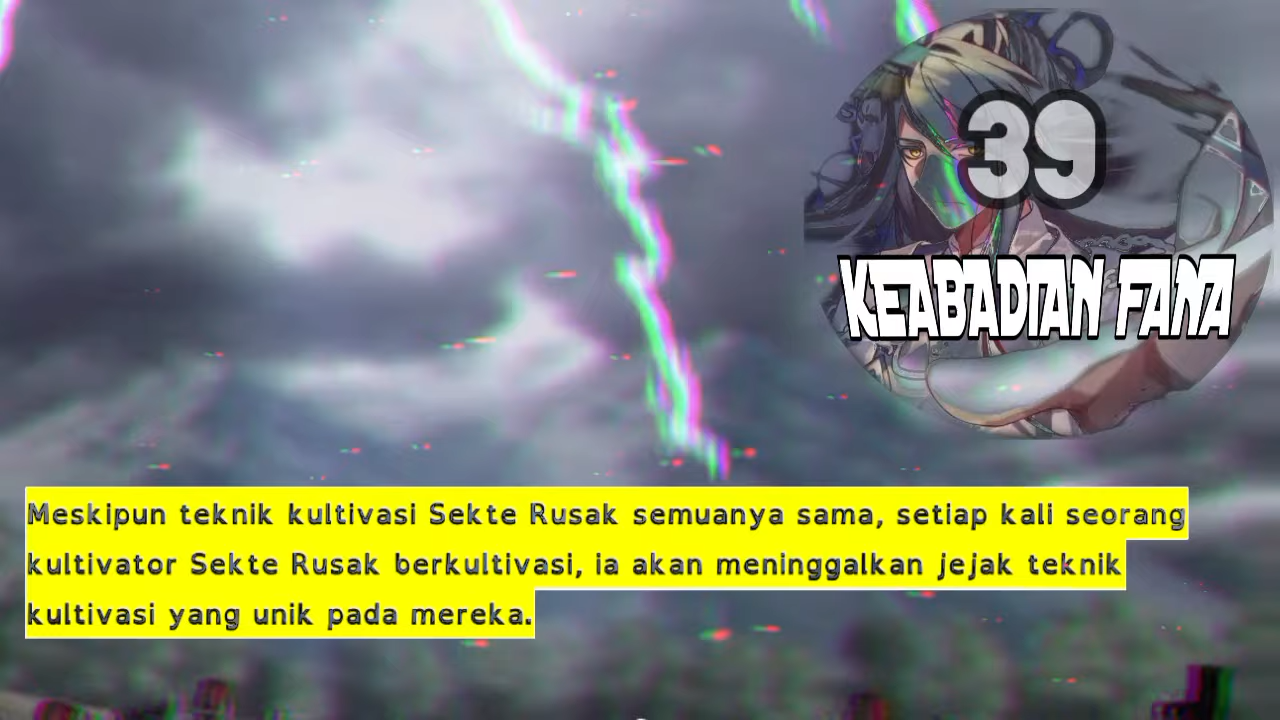 39
KEABADIAN FANA
Meskipun teknik kultivasi Sekte Rusak semuanya sama, setiap kali seorang
kultivator Sekte Rusak berkultivasi, ia akan meninggalkan jejak teknik
kultivasi yang unik pada mereka.